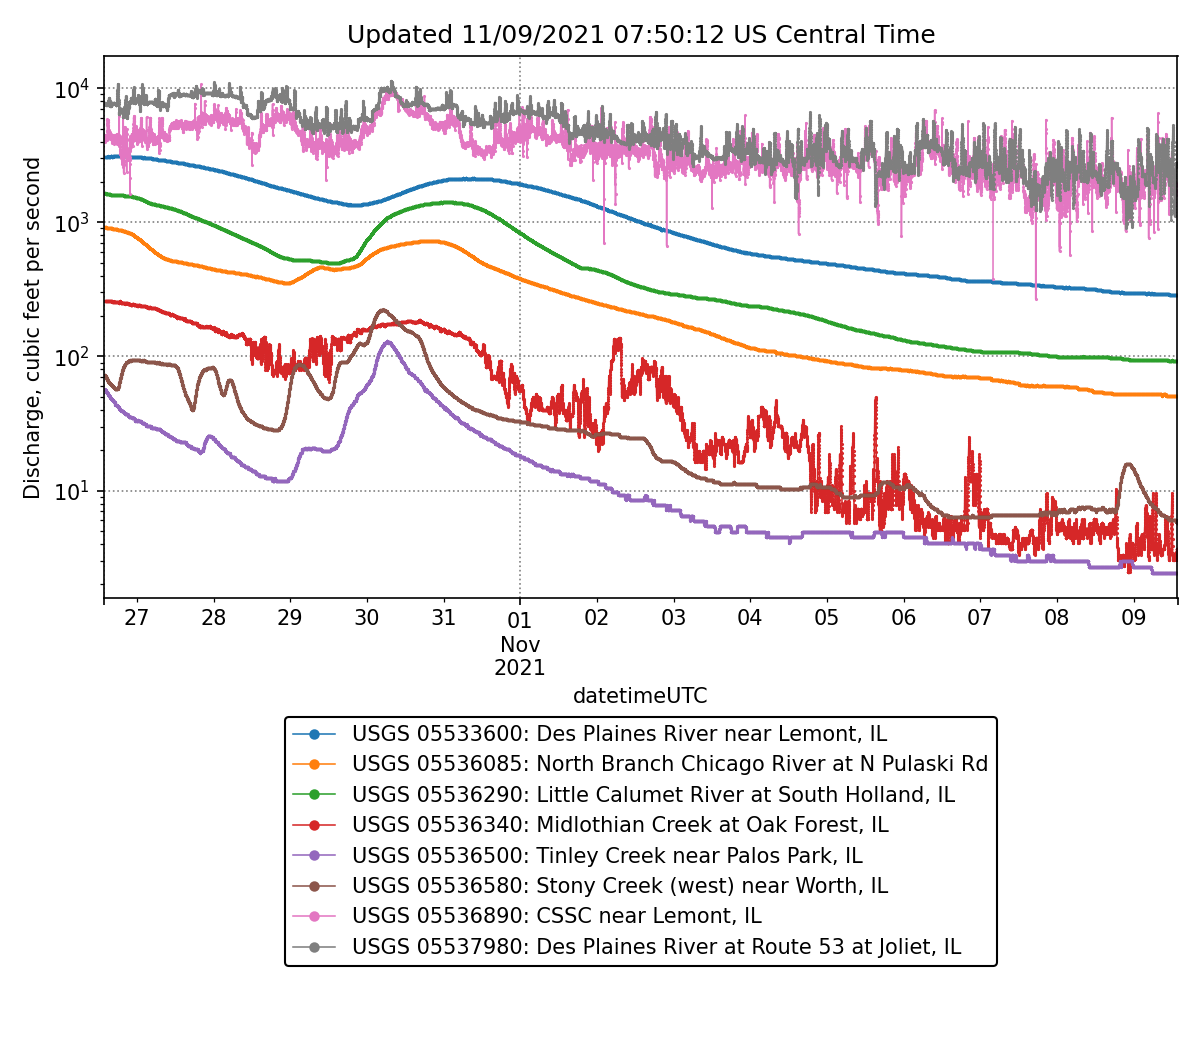 Updated 11/09/2021 07:50:12 US Central Time
Discharge, cubic feet per second
10^4
10^3
10^2
10^1
27 28 29 30 31 01 02 03 04 05 06 07 08 09
Nov
2021
datetimeUTC
USGS 05533600: Des Plaines River near Lemont, IL
USGS 05536085: North Branch Chicago River at N Pulaski Rd
USGS 05536290: Little Calumet River at South Holland, IL
USGS 05536340: Midlothian Creek at Oak Forest, IL
USGS 05536500: Tinley Creek near Palos Park, IL
USGS 05536580: Stony Creek (west) near Worth, IL
USGS 05536890: CSSC near Lemont, IL
USGS 05537980: Des Plaines River at Route 53 at Joliet, IL